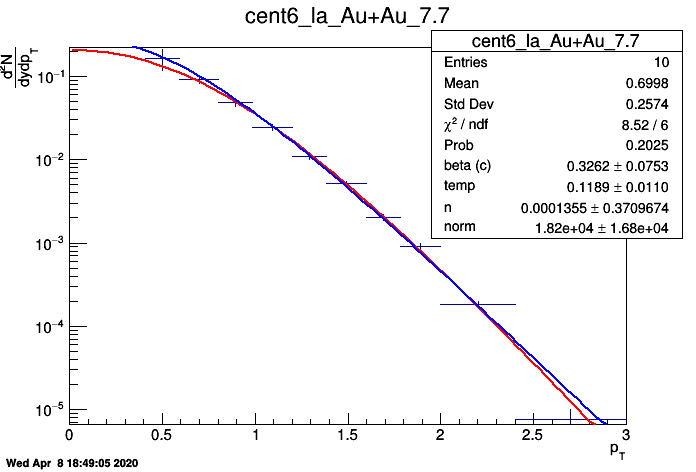 cent6_la_Au+Au_7.7
cent6_la_Au+Au_7.7
Entries 10
Mean 0.6998
Std Dev 0.2574
χ² / ndf 8.52 / 6
Prob 0.2025
beta (c) 0.3262 ± 0.0753
temp 0.1189 ± 0.0110
n 0.0001355 ± 0.3709674
norm 1.82e+04 ± 1.68e+04
d²N
dydp_T
10⁻¹
10⁻²
10⁻³
10⁻⁴
10⁻⁵
0 0.5 1 1.5 2 2.5 3
p_T
Wed Apr 8 18:49:05 2020